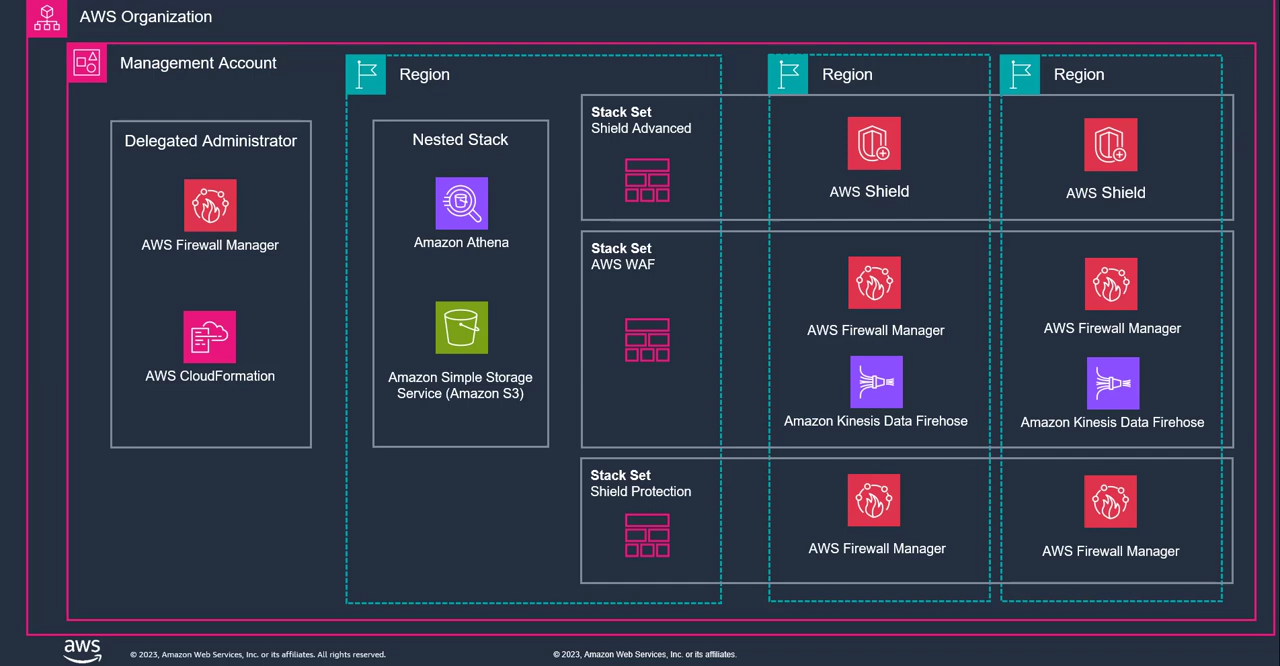 AWS Organization
Management Account
Delegated Administrator
AWS Firewall Manager
AWS CloudFormation
Region
Nested Stack
Amazon Athena
Amazon Simple Storage
Service (Amazon S3)
Stack Set
Shield Advanced
Stack Set
AWS WAF
Stack Set
Shield Protection
Region
AWS Shield
AWS Firewall Manager
Amazon Kinesis Data Firehose
AWS Firewall Manager
Region
AWS Shield
AWS Firewall Manager
Amazon Kinesis Data Firehose
AWS Firewall Manager
aws
© 2023, Amazon Web Services, Inc. or its affiliates. All rights reserved.
© 2023, Amazon Web Services, Inc. or its affiliates.